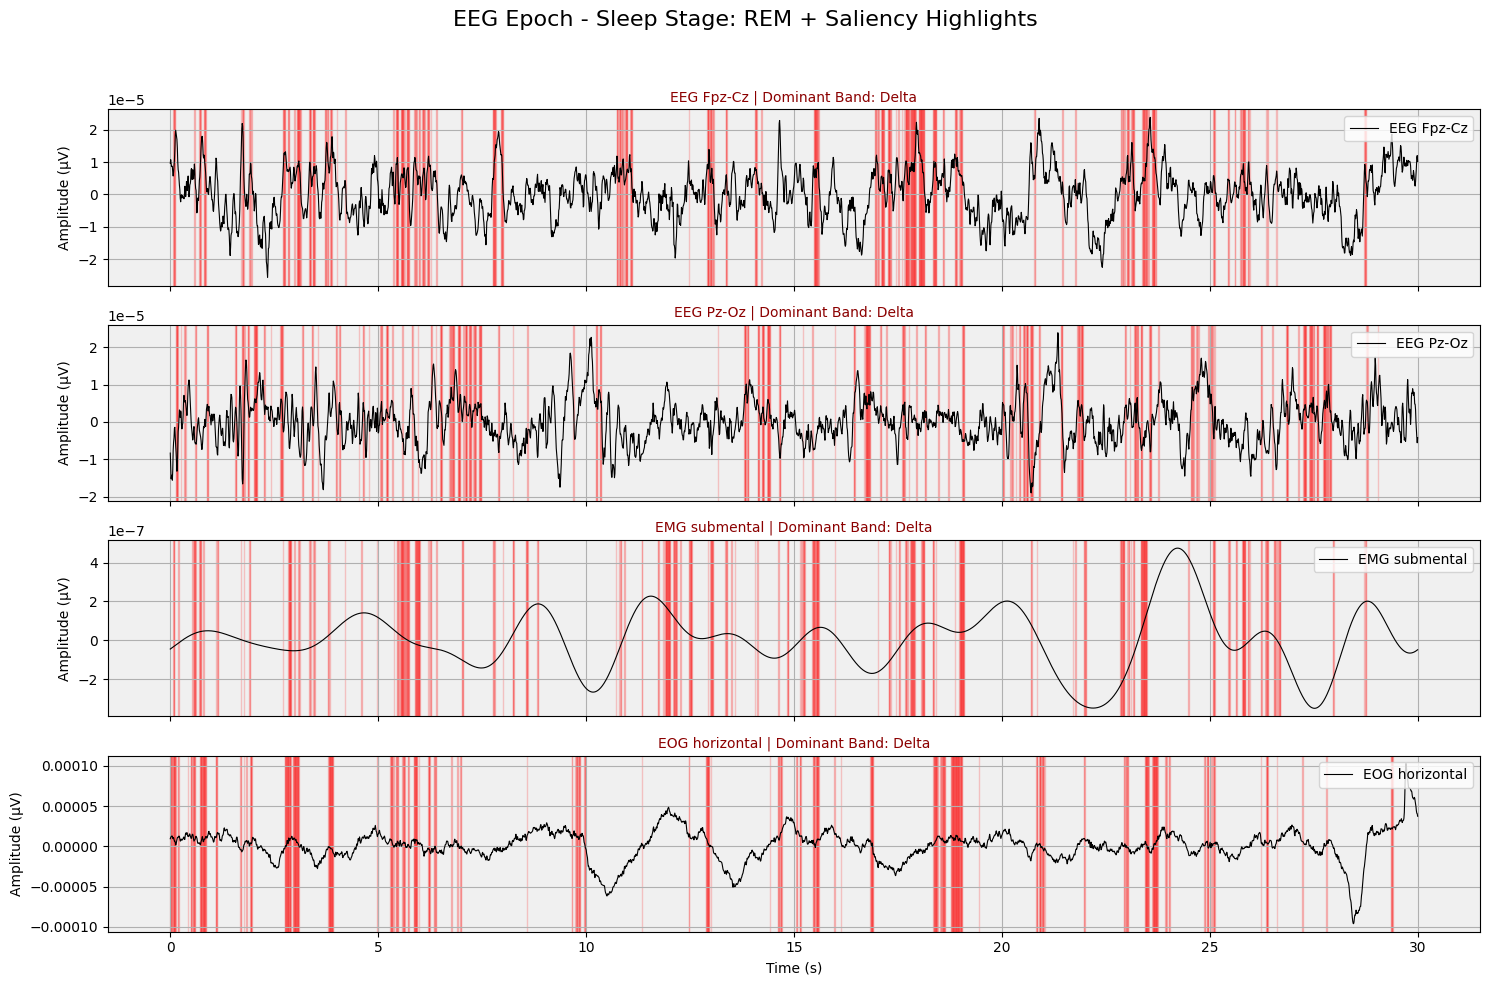 EEG Epoch - Sleep Stage: REM + Saliency Highlights
EEG Fpz-Cz | Dominant Band: Delta
1e−5
EEG Fpz-Cz
2
1
0
−1
−2
Amplitude (µV)
EEG Pz-Oz | Dominant Band: Delta
1e−5
EEG Pz-Oz
2
1
0
−1
−2
Amplitude (µV)
EMG submental | Dominant Band: Delta
1e−7
EMG submental
4
2
0
−2
Amplitude (µV)
EOG horizontal | Dominant Band: Delta
EOG horizontal
0.00010
0.00005
0.00000
−0.00005
−0.00010
Amplitude (µV)
0 5 10 15 20 25 30
Time (s)